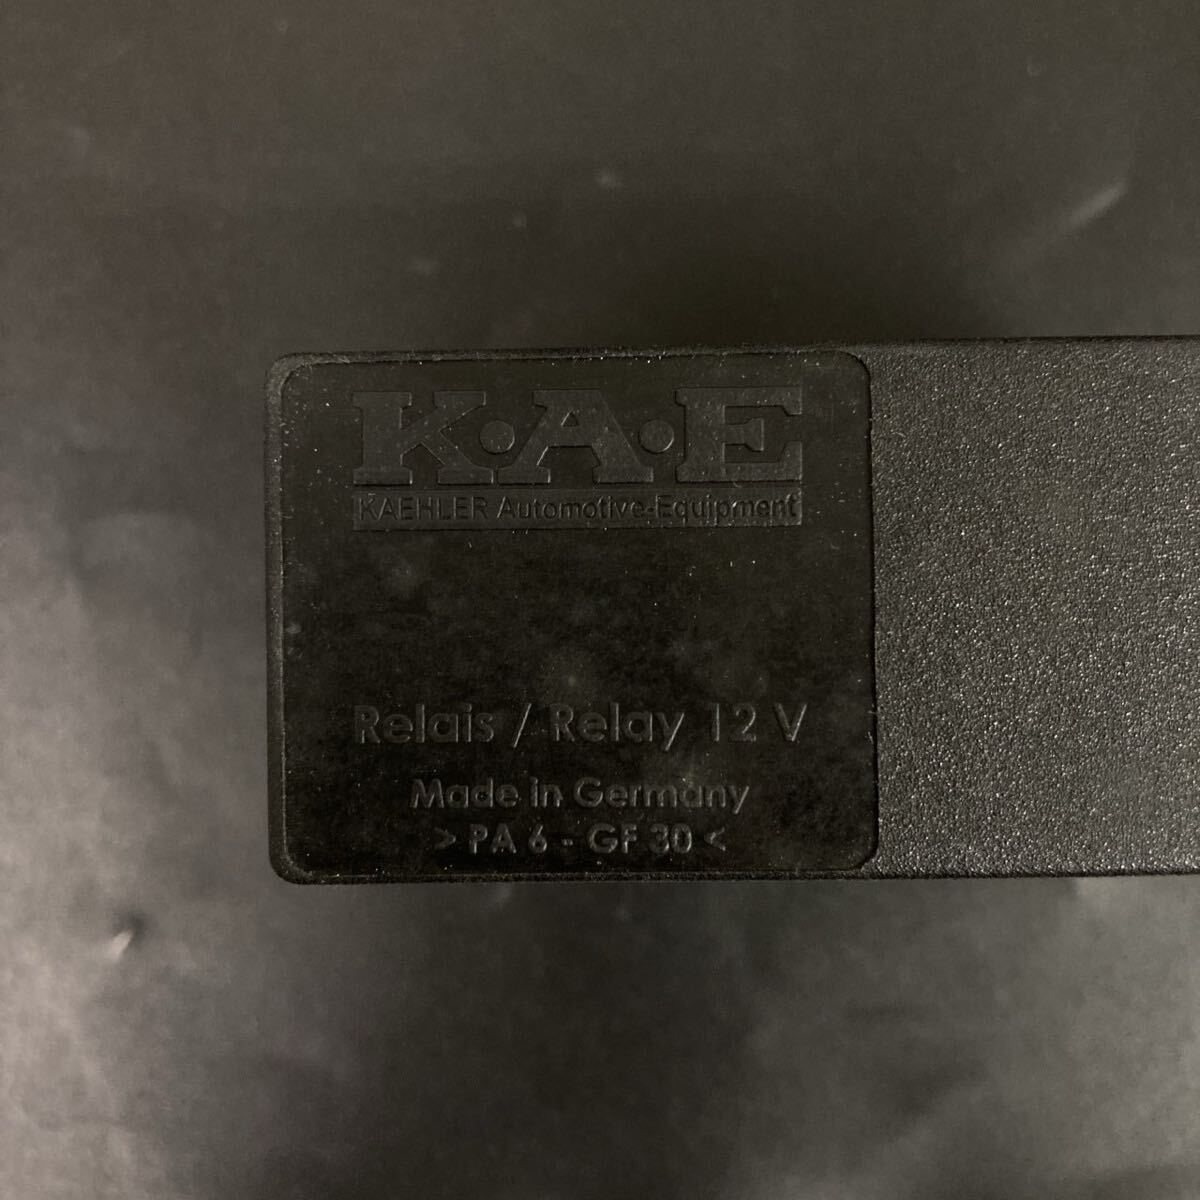 K·A·E
KAEHLER Automotive-Equipment
Relais / Relay 12 V
Made in Germany
> PA 6 - GF 30 <